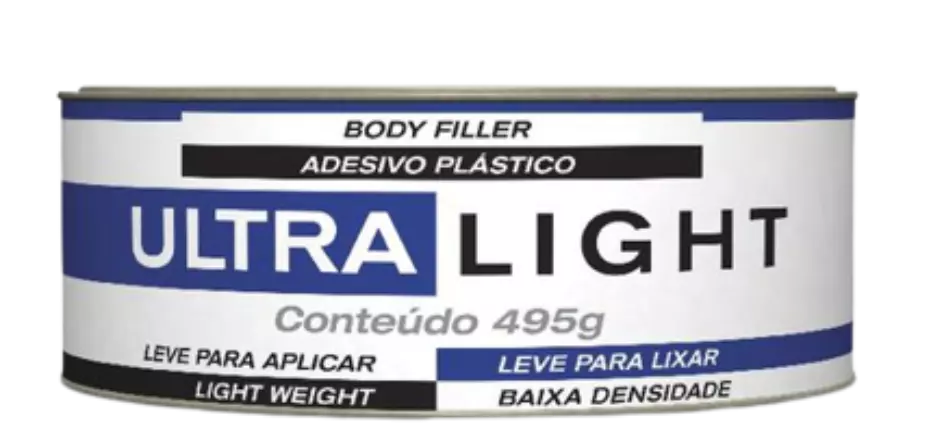 BODY FILLER
ADESIVO PLÁSTICO
ULTRA LIGHT
Conteúdo 495g
LEVE PARA APLICAR
LEVE PARA LIXAR
LIGHT WEIGHT
BAIXA DENSIDADE